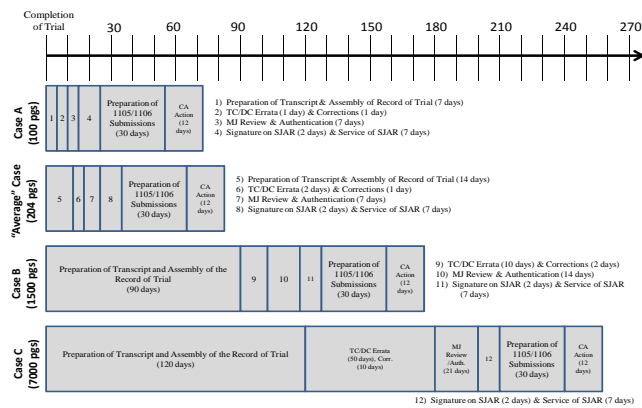 Completion
of Trial 30 60 90 120 150 180 210 240 270
Case A
(100 pgs)
1 2 3 4
Preparation of
1105/1106
Submissions
(30 days)
CA
Action
(12
days)
1) Preparation of Transcript & Assembly of Record of Trial (7 days)
2) TC/DC Errata (1 day) & Corrections (1 day)
3) MJ Review & Authentication (7 days)
4) Signature on SJAR (2 days) & Service of SJAR (7 days)
"Average" Case
(204 pgs)
5 6 7 8
Preparation of
1105/1106
Submissions
(30 days)
CA
Action
(12
days)
5) Preparation of Transcript & Assembly of Record of Trial (14 days)
6) TC/DC Errata (2 days) & Corrections (1 day)
7) MJ Review & Authentication (7 days)
8) Signature on SJAR (2 days) & Service of SJAR (7 days)
Case B
(1500 pgs)
Preparation of Transcript and Assembly of the
Record of Trial
(90 days)
9 10 11
Preparation of
1105/1106
Submissions
(30 days)
CA
Action
(12
days)
9) TC/DC Errata (10 days) & Corrections (2 days)
10) MJ Review & Authentication (14 days)
11) Signature on SJAR (2 days) & Service of SJAR
(7 days)
Case C
(7000 pgs)
Preparation of Transcript and Assembly of the Record of Trial
(120 days)
TC/DC Errata
(50 days), Corr.
(10 days)
MJ
Review
/Auth.
(21 days)
12
Preparation of
1105/1106
Submissions
(30 days)
CA
Action
(12
days)
12) Signature on SJAR (2 days) & Service of SJAR (7 days)